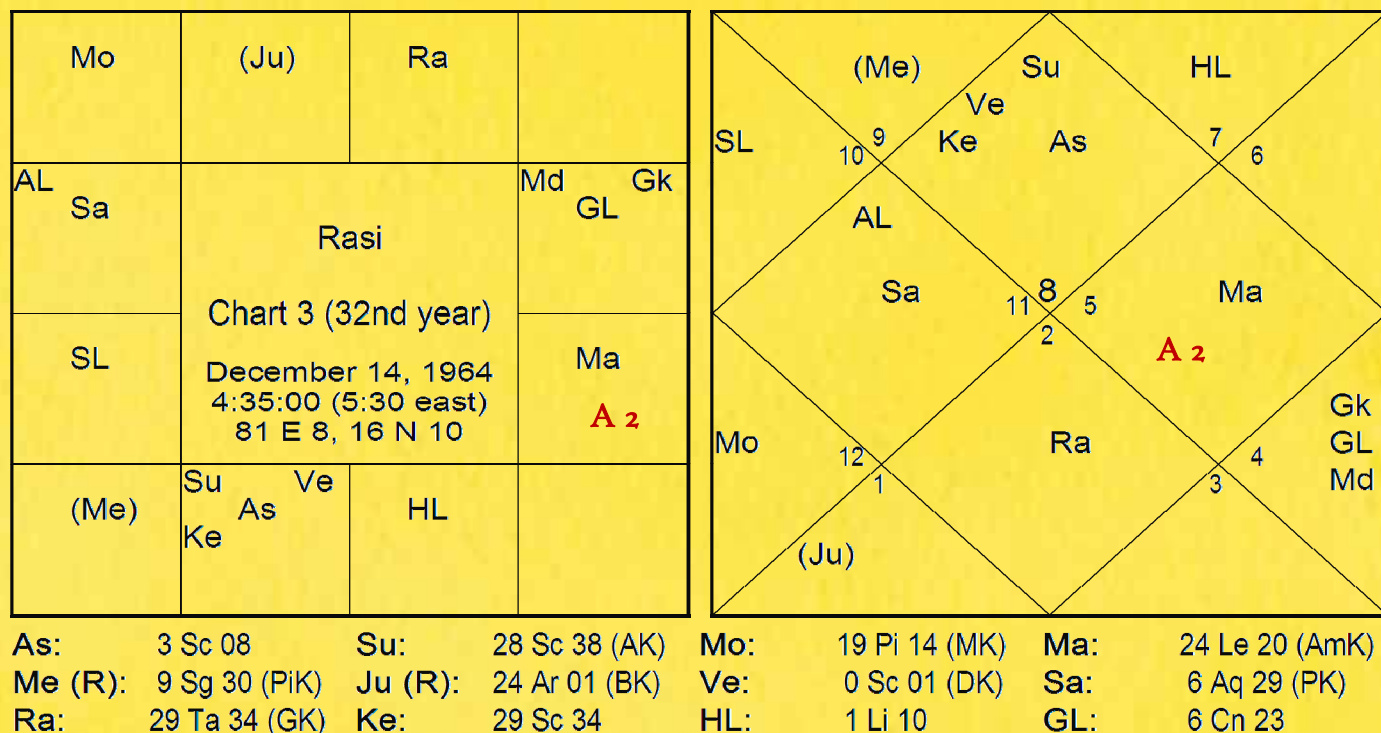 Mo (Ju) Ra
AL
Sa
Md Gk
GL
Rasi
Chart 3 (32nd year)
December 14, 1964
4:35:00 (5:30 east)
81 E 8, 16 N 10
SL
Ma
A 2
(Me)
Su Ve
As
Ke
HL
(Me) Su HL
Ve
SL Ke As
9 7
10 6
AL
Sa 11 8 5 Ma
2
A 2
Gk
Mo 12 Ra 4 GL
1 3 Md
(Ju)
As: 3 Sc 08 Su: 28 Sc 38 (AK) Mo: 19 Pi 14 (MK) Ma: 24 Le 20 (AmK)
Me (R): 9 Sg 30 (PiK) Ju (R): 24 Ar 01 (BK) Ve: 0 Sc 01 (DK) Sa: 6 Aq 29 (PK)
Ra: 29 Ta 34 (GK) Ke: 29 Sc 34 HL: 1 Li 10 GL: 6 Cn 23